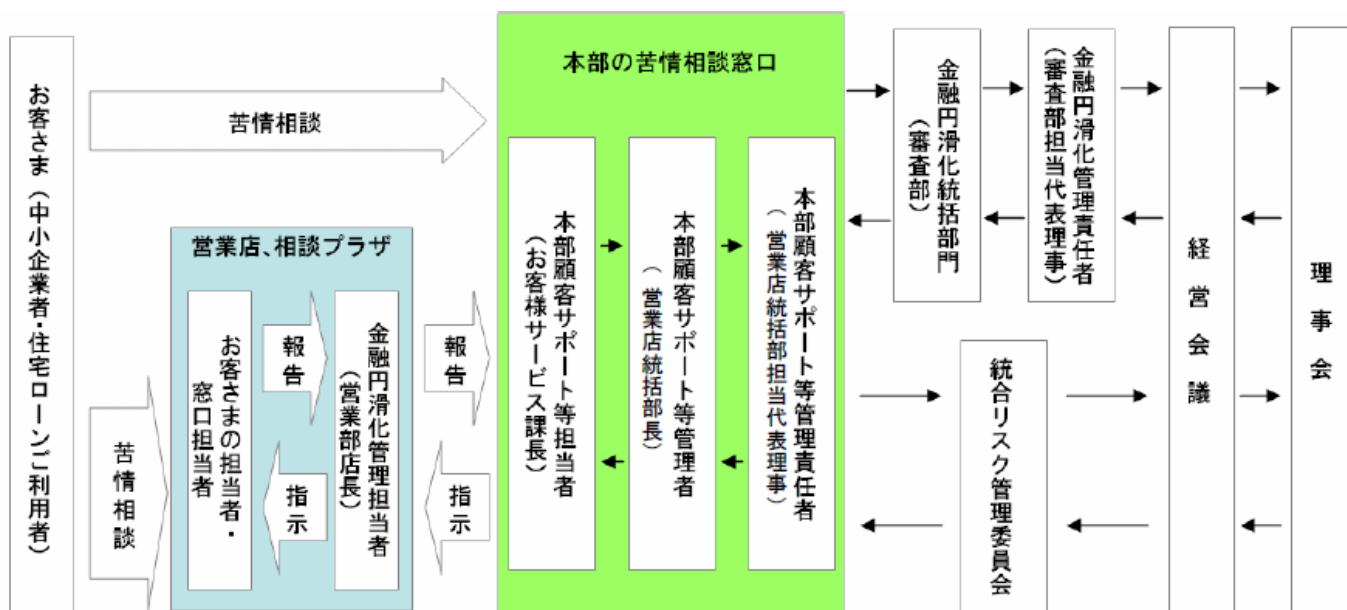 お客さま（中小企業者・住宅ローンご利用者）
苦情相談
苦情相談
営業店、相談プラザ
お客さまの担当者・
窓口担当者
報告
指示
金融円滑化管理担当者
（営業部店長）
報告
指示
本部の苦情相談窓口
本部顧客サポート等担当者
（お客様サービス課長）
本部顧客サポート等管理者
（営業店統括部長）
本部顧客サポート等管理責任者
（営業店統括部担当代表理事）
金融円滑化統括部門
（審査部）
金融円滑化管理責任者
（審査部担当代表理事）
統合リスク管理委員会
経営会議
理事会